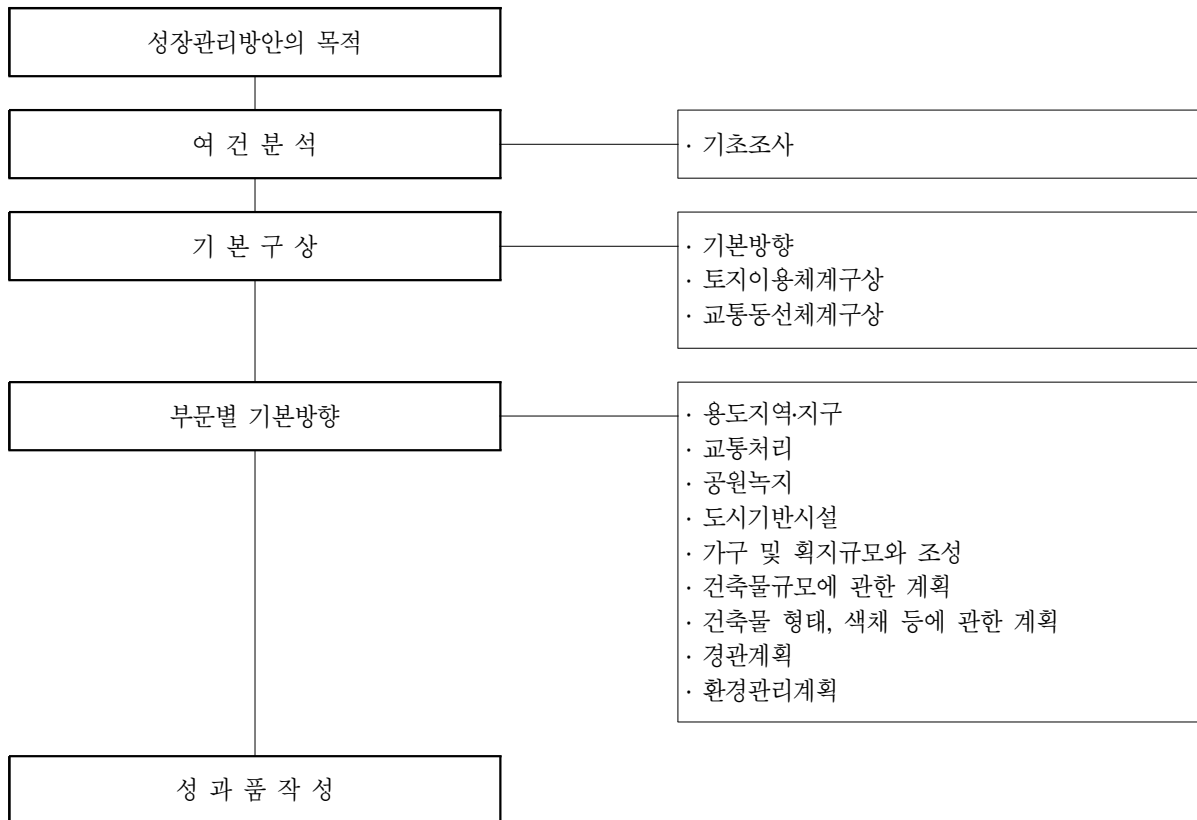 성장관리방안의 목적
여 건 분 석
· 기초조사
기 본 구 상
· 기본방향
· 토지이용체계구상
· 교통동선체계구상
부문별 기본방향
· 용도지역·지구
· 교통처리
· 공원녹지
· 도시기반시설
· 가구 및 획지규모와 조성
· 건축물규모에 관한 계획
· 건축물 형태, 색채 등에 관한 계획
· 경관계획
· 환경관리계획
성 과 품 작 성